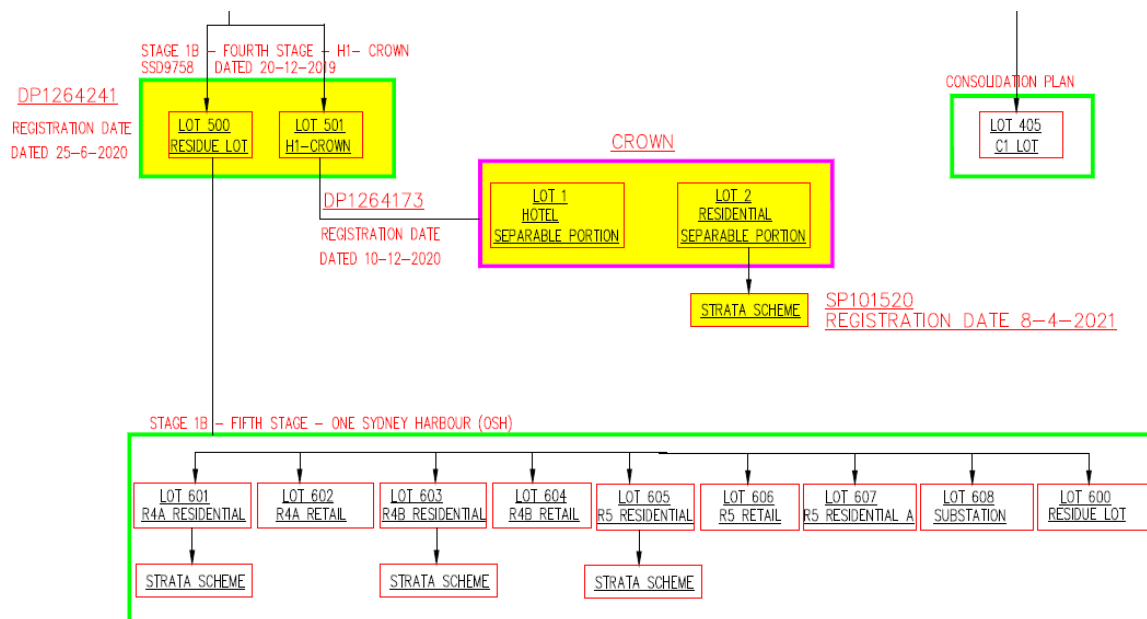 STAGE 1B - FOURTH STAGE - H1- CROWN
SSD9758 DATED 20-12-2019
DP1264241
REGISTRATION DATE
DATED 25-6-2020
LOT 500
RESIDUE LOT
LOT 501
H1-CROWN
CONSOLIDATION PLAN
LOT 405
C1 LOT
CROWN
DP1264173
REGISTRATION DATE
DATED 10-12-2020
LOT 1
HOTEL
SEPARABLE PORTION
LOT 2
RESIDENTIAL
SEPARABLE PORTION
STRATA SCHEME
SP101520
REGISTRATION DATE 8-4-2021
STAGE 1B - FIFTH STAGE - ONE SYDNEY HARBOUR (OSH)
LOT 601
R4A RESIDENTIAL
LOT 602
R4A RETAIL
LOT 603
R4B RESIDENTIAL
LOT 604
R4B RETAIL
LOT 605
R5 RESIDENTIAL
LOT 606
R5 RETAIL
LOT 607
R5 RESIDENTIAL A
LOT 608
SUBSTATION
LOT 600
RESIDUE LOT
STRATA SCHEME
STRATA SCHEME
STRATA SCHEME